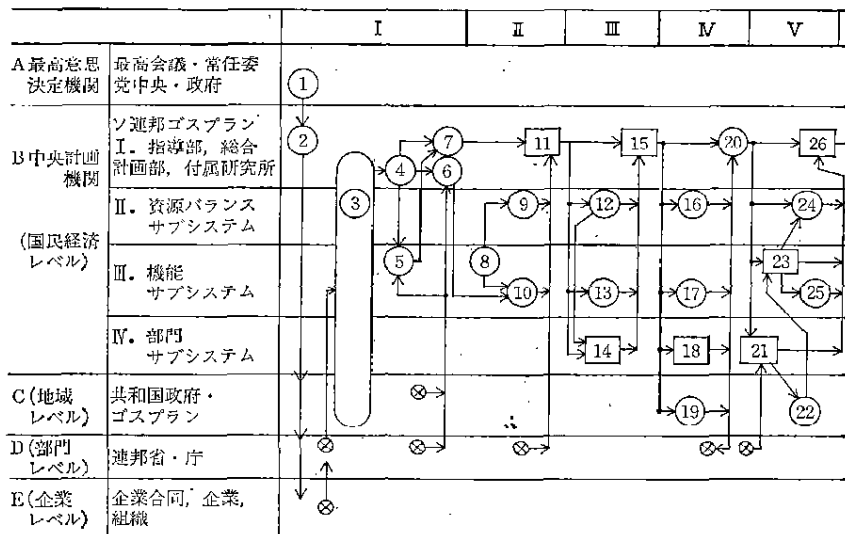 I II III IV V
A最高意思 最高会議・常任委
決定機関 党中央・政府
1
ソ連邦ゴスプラン
I. 指導部, 総合
計画部, 付属研究所
B中央計画
機関
2 4 7 6 11 15 20 26
II. 資源バランス
サブシステム
3 9 12 16 24
(国民経済
レベル)
III. 機能
サブシステム
5 8 10 13 17 23 25
IV. 部門
サブシステム
14 18 21
C(地域
レベル)
共和国政府・
ゴスプラン
19 22
D(部門
レベル)
連邦省・庁
E(企業
レベル)
企業合同, 企業,
組織